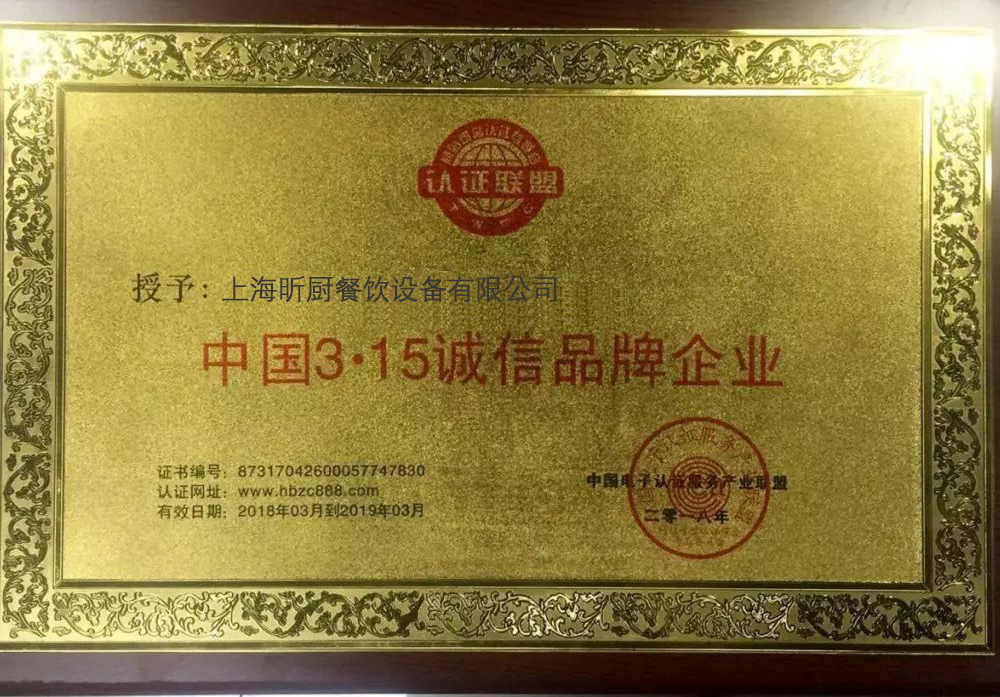 认证联盟
授予：上海昕厨餐饮设备有限公司
中国3·15诚信品牌企业
证书编号：87317042600057747830
认证网址：www.hbzc888.com
有效日期：2018年03月到2019年03月
中国电子认证服务产业联盟
二零一八年